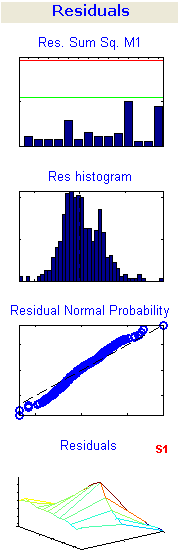 Residuals
Res. Sum Sq. M1
Res histogram
Residual Normal Probability
Residuals
S1